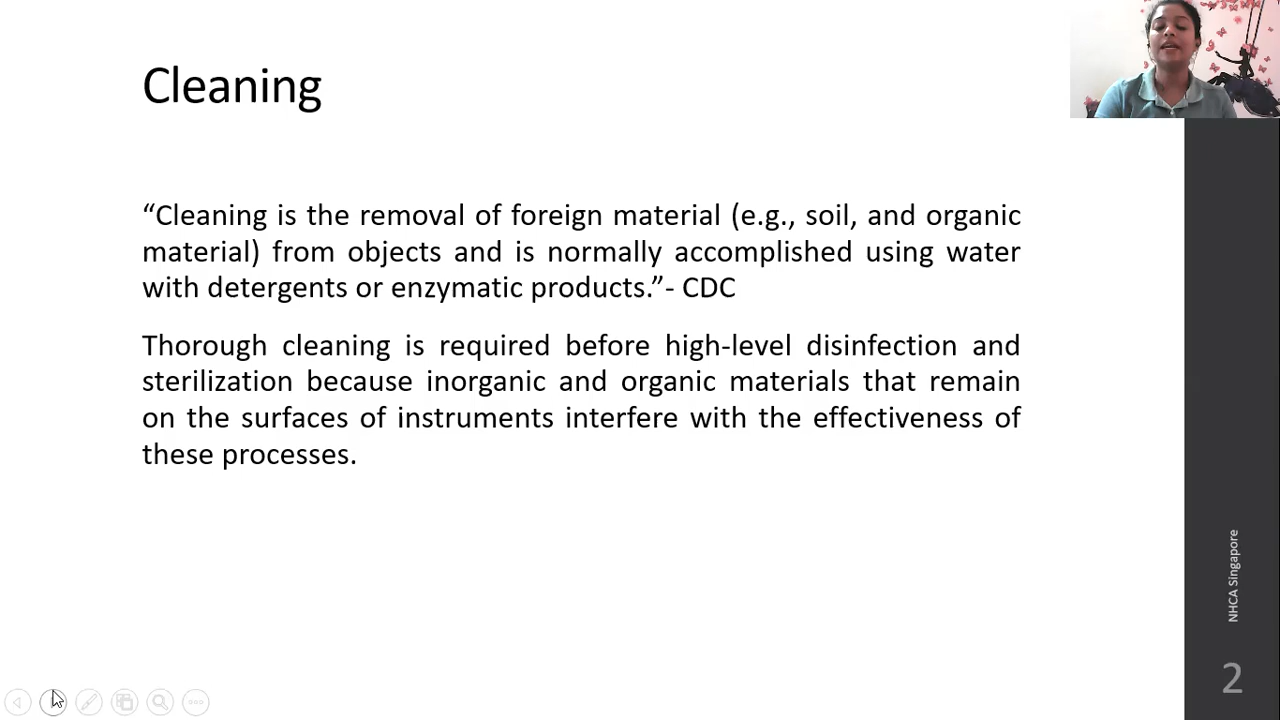 Cleaning
“Cleaning is the removal of foreign material (e.g., soil, and organic
material) from objects and is normally accomplished using water
with detergents or enzymatic products.”- CDC
Thorough cleaning is required before high-level disinfection and
sterilization because inorganic and organic materials that remain
on the surfaces of instruments interfere with the effectiveness of
these processes.
NHCA Singapore
2